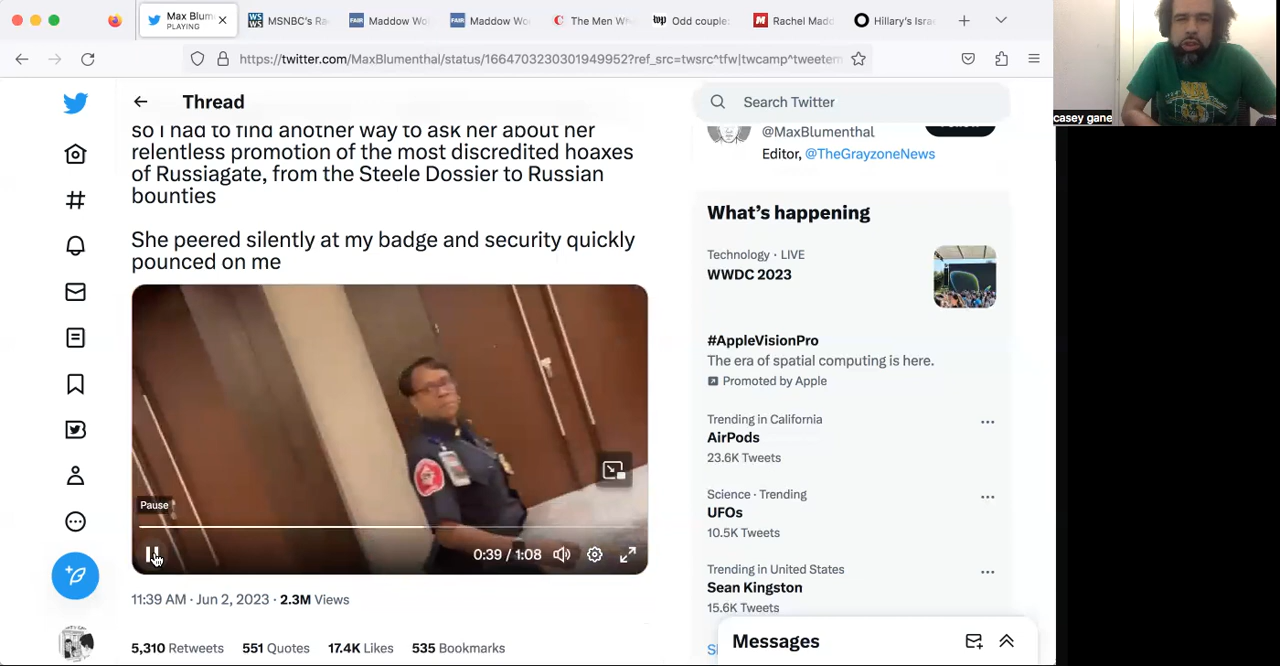 Max Blum
PLAYING
MSNBC's Ra
Maddow Wo
Maddow Wo
The Men Wh
Odd couple:
Rachel Madd
Hillary's Isra
https://twitter.com/MaxBlumenthal/status/1664703230301949952?ref_src=twsrc^tfw|twcamp^tweetem
casey gane
Thread
Search Twitter
so I had to find another way to ask her about her
relentless promotion of the most discredited hoaxes
of Russiagate, from the Steele Dossier to Russian
bounties
She peered silently at my badge and security quickly
pounced on me
Pause
0:39 / 1:08
11:39 AM · Jun 2, 2023 · 2.3M Views
5,310 Retweets 551 Quotes 17.4K Likes 535 Bookmarks
@MaxBlumenthal
Editor, @TheGrayzoneNews
What's happening
Technology · LIVE
WWDC 2023
#AppleVisionPro
The era of spatial computing is here.
Promoted by Apple
Trending in California
AirPods
23.6K Tweets
Science · Trending
UFOs
10.5K Tweets
Trending in United States
Sean Kingston
15.6K Tweets
Messages